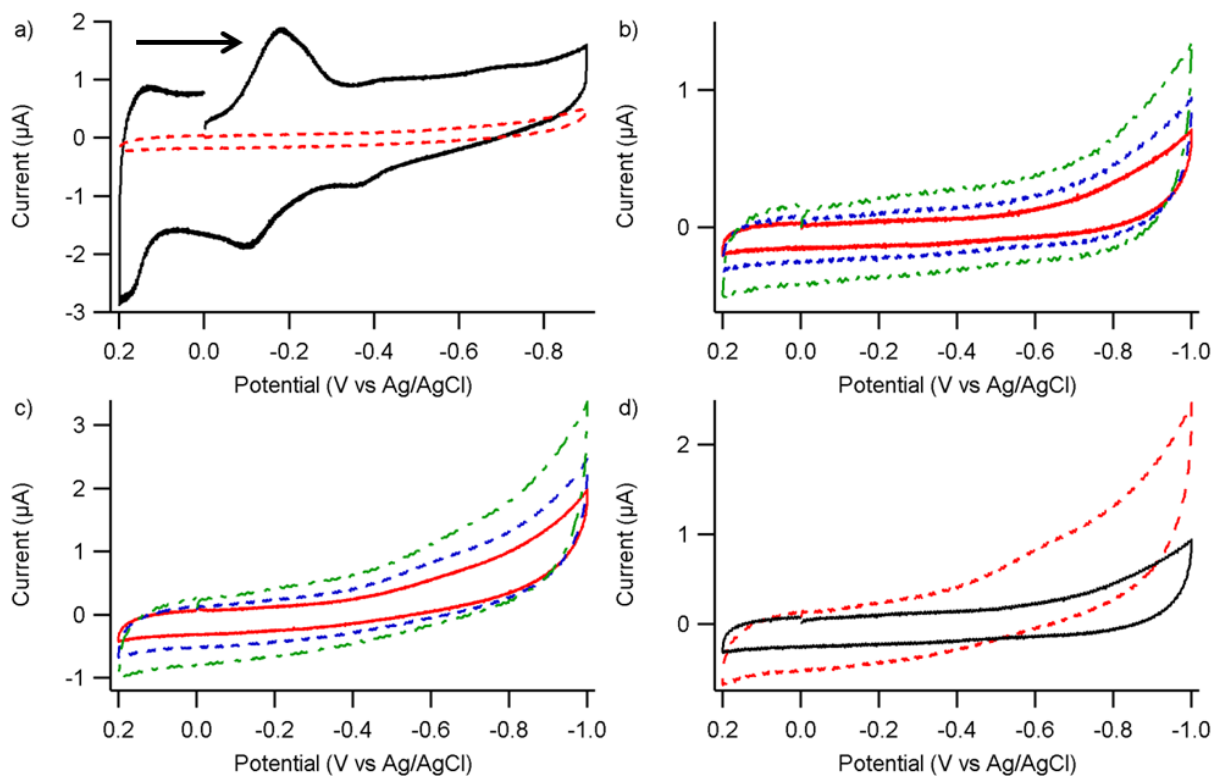 a)
2
1
0
-1
-2
-3
Current (µA)
0.2 0.0 -0.2 -0.4 -0.6 -0.8
Potential (V vs Ag/AgCl)
b)
1
0
Current (µA)
0.2 0.0 -0.2 -0.4 -0.6 -0.8 -1.0
Potential (V vs Ag/AgCl)
c)
3
2
1
0
-1
Current (µA)
0.2 0.0 -0.2 -0.4 -0.6 -0.8 -1.0
Potential (V vs Ag/AgCl)
d)
2
1
0
Current (µA)
0.2 0.0 -0.2 -0.4 -0.6 -0.8 -1.0
Potential (V vs Ag/AgCl)